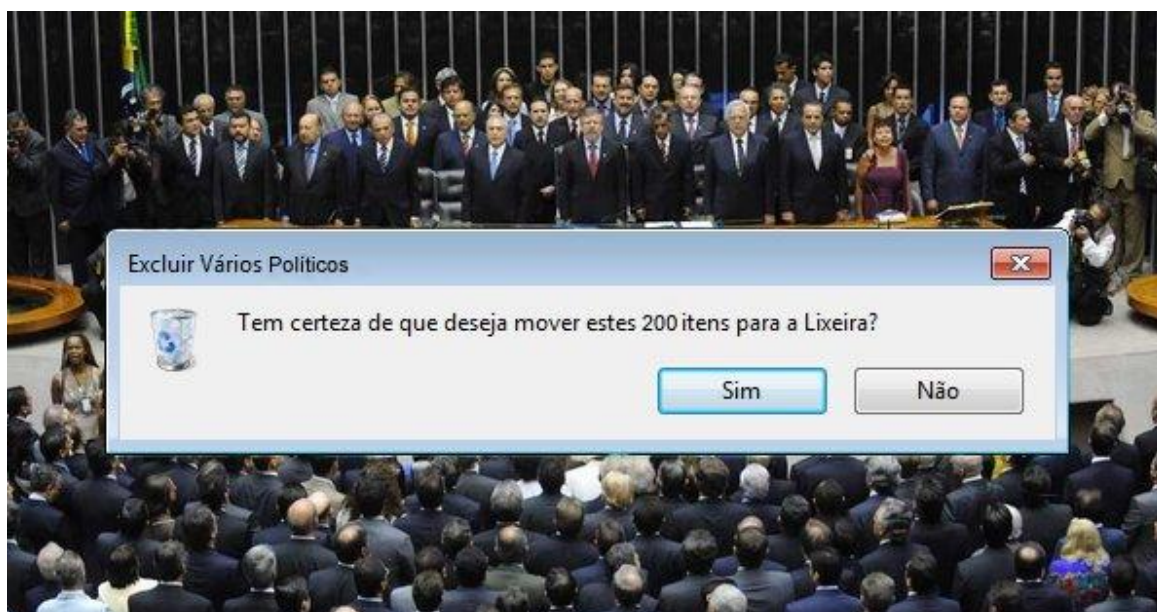 Excluir Vários Políticos
Tem certeza de que deseja mover estes 200 itens para a Lixeira?
Sim
Não